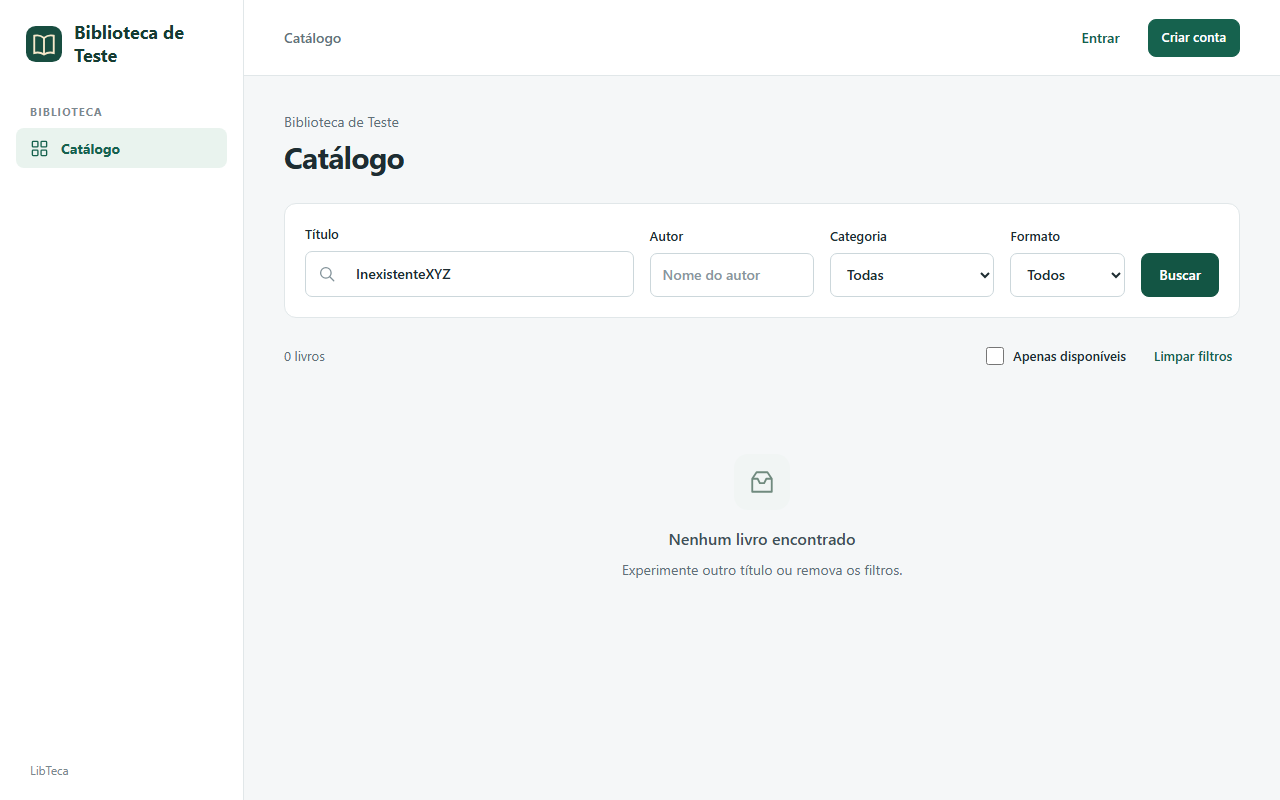 Biblioteca de
Teste
BIBLIOTECA
Catálogo
LibTeca
Catálogo
Entrar
Criar conta
Biblioteca de Teste
Catálogo
Título
Autor
Categoria
Formato
InexistenteXYZ
Nome do autor
Todas
Todos
Buscar
0 livros
Apenas disponíveis
Limpar filtros
Nenhum livro encontrado
Experimente outro título ou remova os filtros.